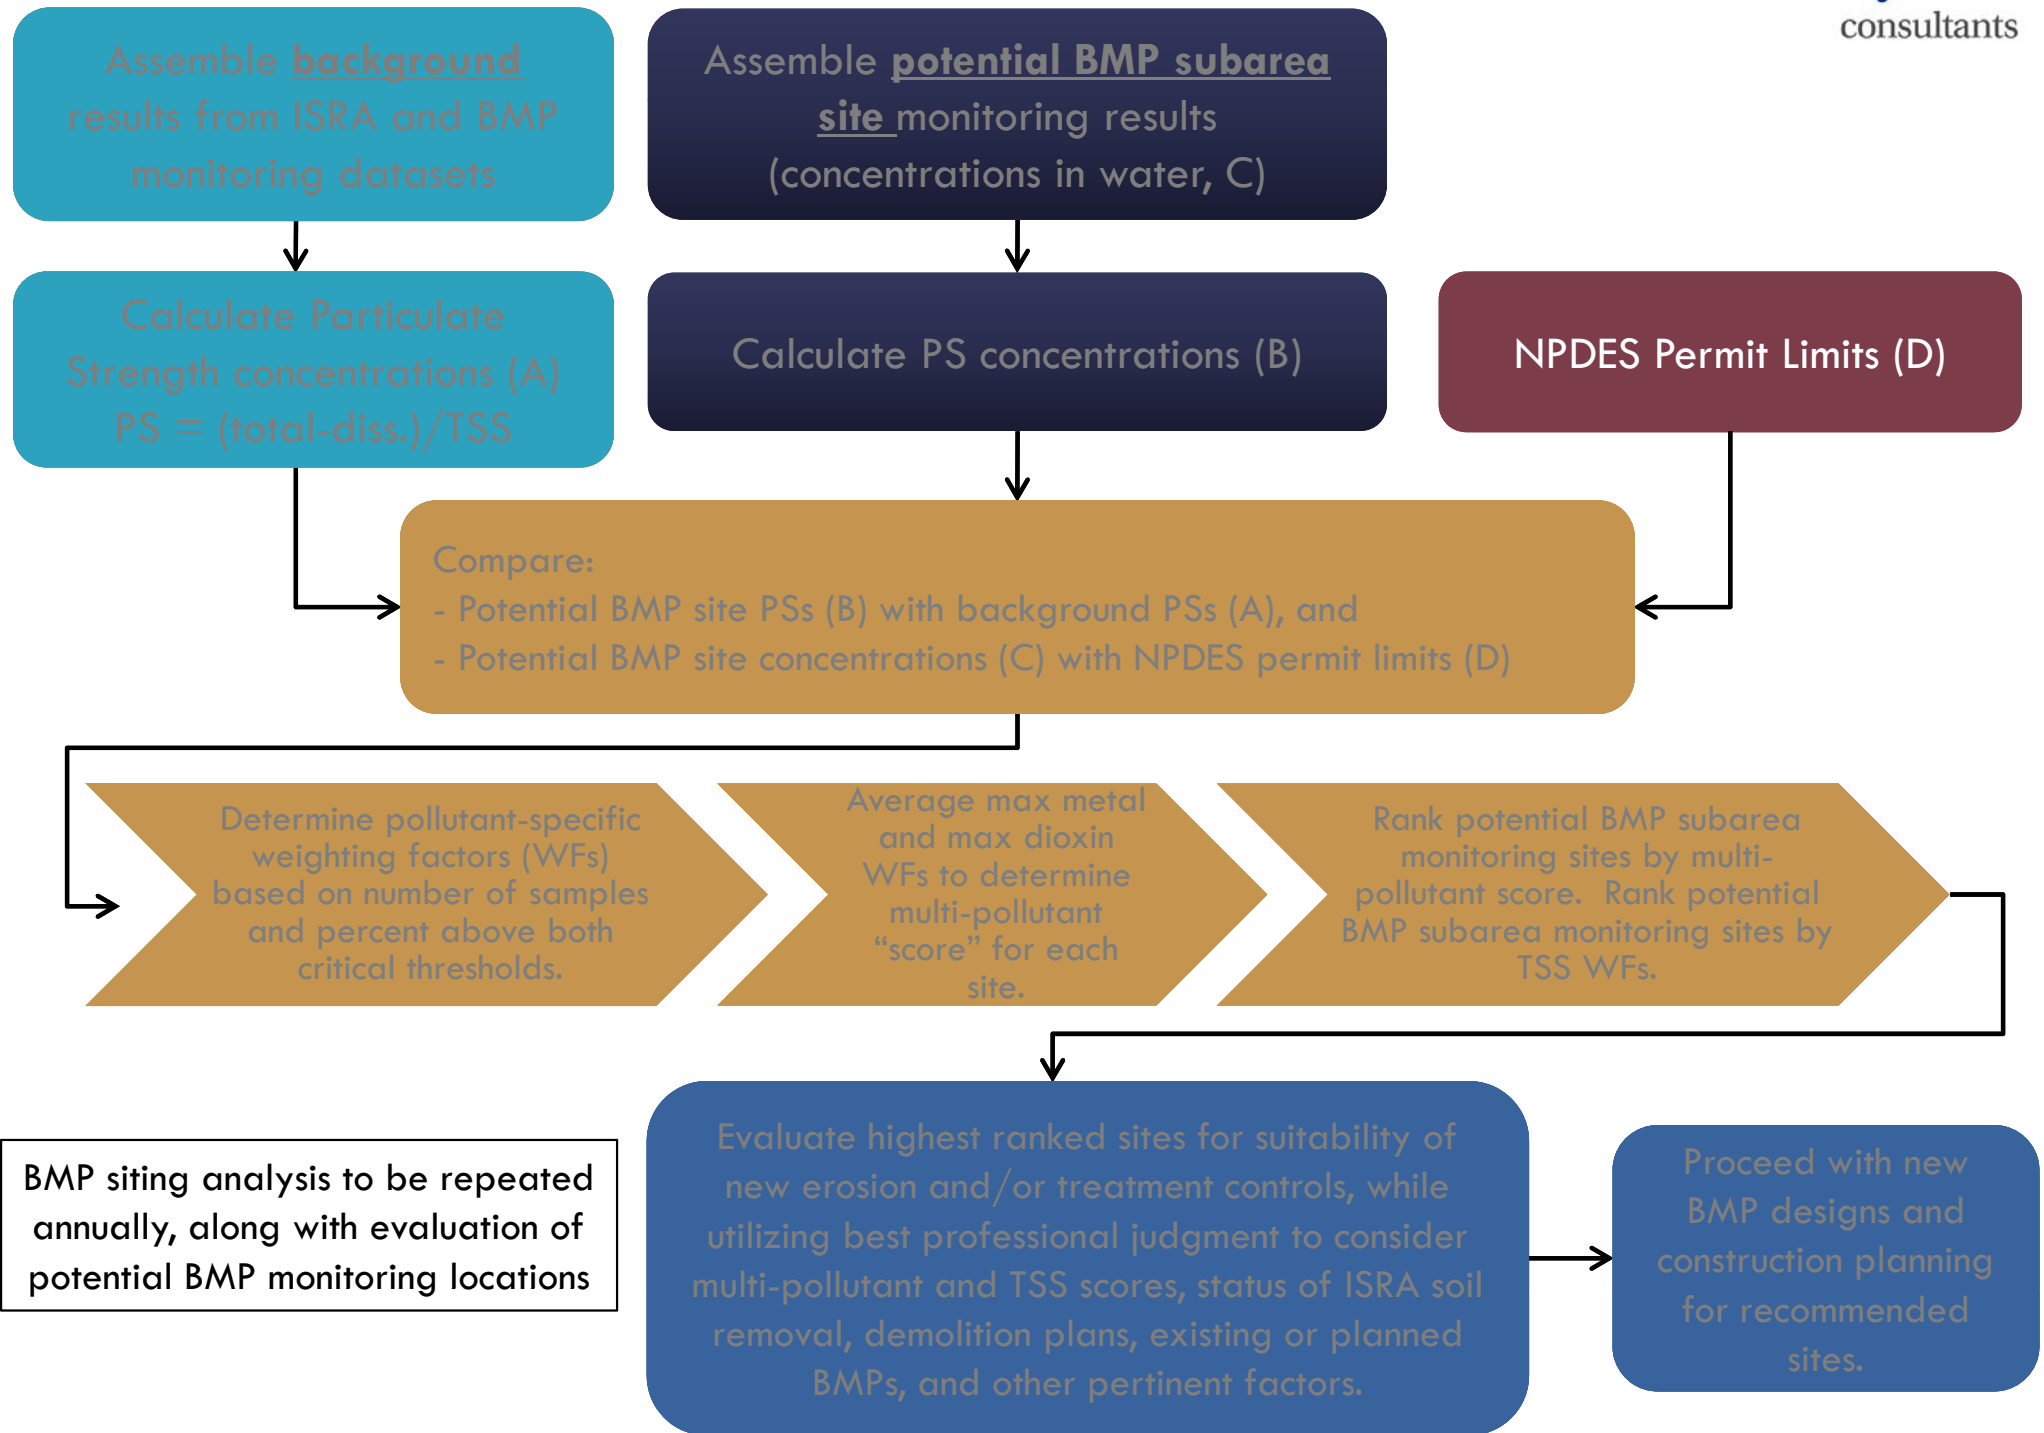 consultants
Assemble background
results from ISRA and BMP
monitoring datasets
Assemble potential BMP subarea
site monitoring results
(concentrations in water, C)
Calculate Particulate
Strength concentrations (A)
PS = (total-diss.)/TSS
Calculate PS concentrations (B)
NPDES Permit Limits (D)
Compare:
- Potential BMP site PSs (B) with background PSs (A), and
- Potential BMP site concentrations (C) with NPDES permit limits (D)
Determine pollutant-specific
weighting factors (WFs)
based on number of samples
and percent above both
critical thresholds.
Average max metal
and max dioxin
WFs to determine
multi-pollutant
“score” for each
site.
Rank potential BMP subarea
monitoring sites by multi-
pollutant score. Rank potential
BMP subarea monitoring sites by
TSS WFs.
BMP siting analysis to be repeated
annually, along with evaluation of
potential BMP monitoring locations
Evaluate highest ranked sites for suitability of
new erosion and/or treatment controls, while
utilizing best professional judgment to consider
multi-pollutant and TSS scores, status of ISRA soil
removal, demolition plans, existing or planned
BMPs, and other pertinent factors.
Proceed with new
BMP designs and
construction planning
for recommended
sites.